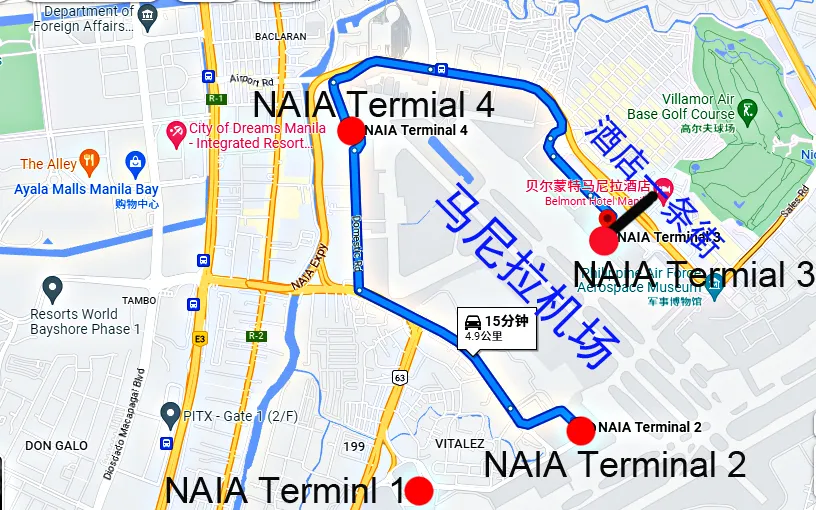 Department of
Foreign Affairs...
BACLARAN
Airport Rd
R-1
NAIA Termial 4
NAIA Terminal 4
City of Dreams Manila
- Integrated Resort...
The Alley
Ayala Malls Manila Bay
购物中心
Villamor Air
Base Golf Course
高尔夫球场
酒店一条街
贝尔蒙特马尼拉酒店
Belmont Hotel Manila
Sales Rd
马尼拉机场
NAIA Terminal 3
NAIA Termial 3
Philippine Air Force
Aerospace Museum
军事博物馆
Domestic Rd
NAIA Expy
TAMBO
Resorts World
Bayshore Phase 1
E3
R-2
15分钟
4.9公里
63
Diosdado Macapagal Blvd
PITX - Gate 1 (2/F)
DON GALO
199
VITALEZ
NAIA Terminal 2
NAIA Terminal 2
NAIA Terminl 1